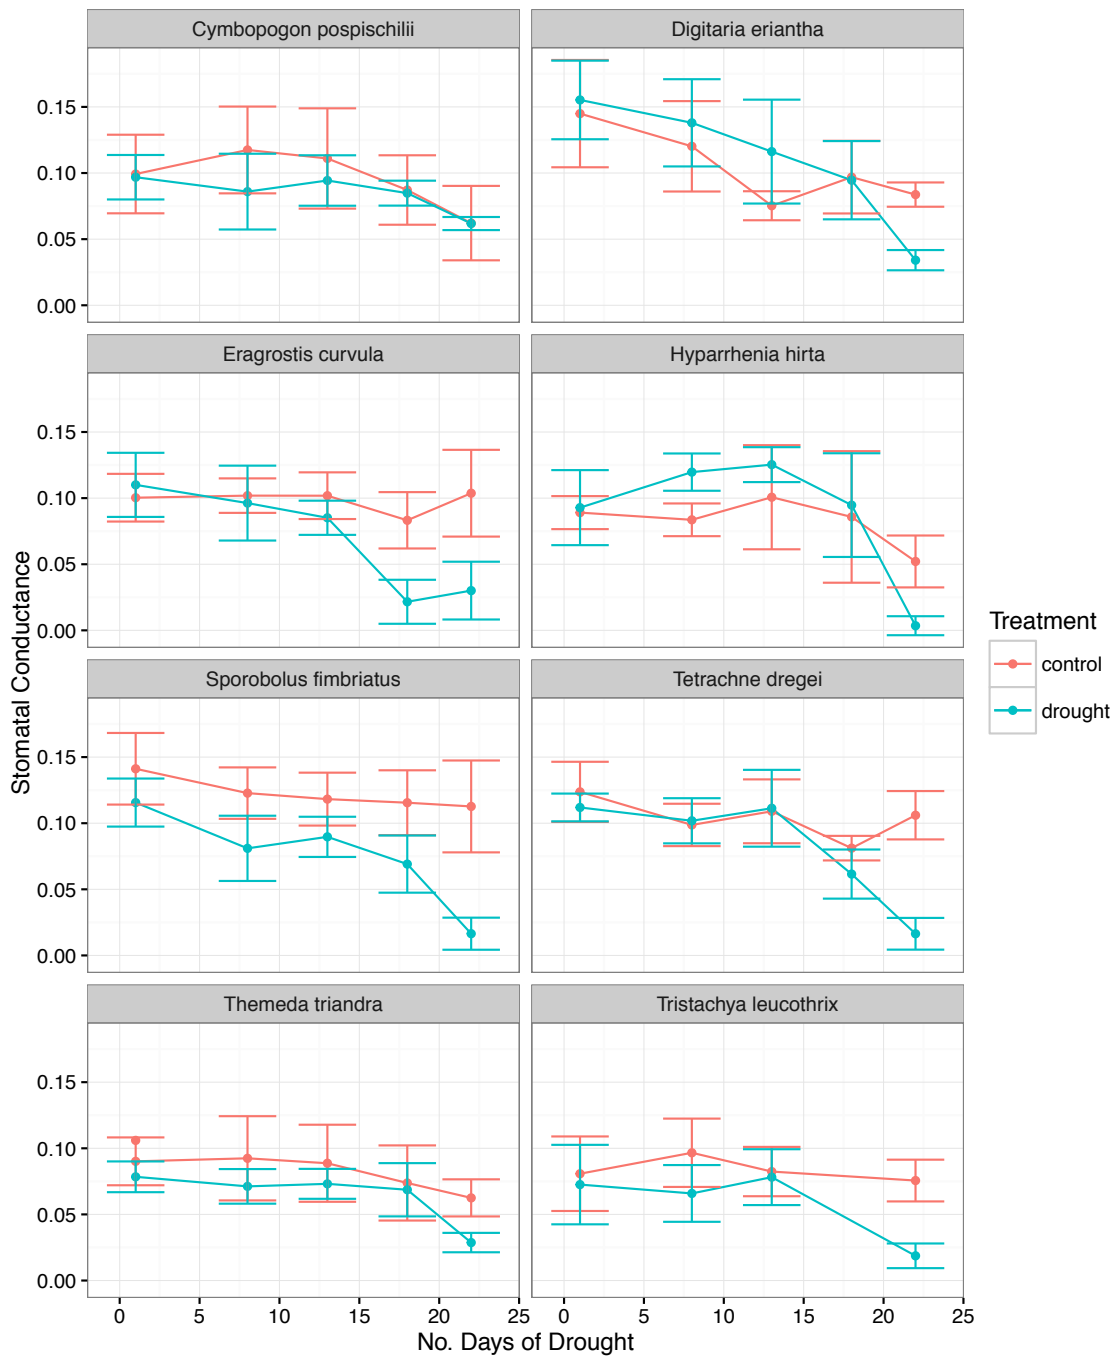 Cymbopogon pospischilii
Digitaria eriantha
0.15
0.10
0.05
0.00
Eragrostis curvula
Hyparrhenia hirta
0.15
0.10
0.05
0.00
Sporobolus fimbriatus
Tetrachne dregei
0.15
0.10
0.05
0.00
Themeda triandra
Tristachya leucothrix
0.15
0.10
0.05
0.00
0 5 10 15 20 25
0 5 10 15 20 25
No. Days of Drought
Stomatal Conductance
Treatment
control
drought